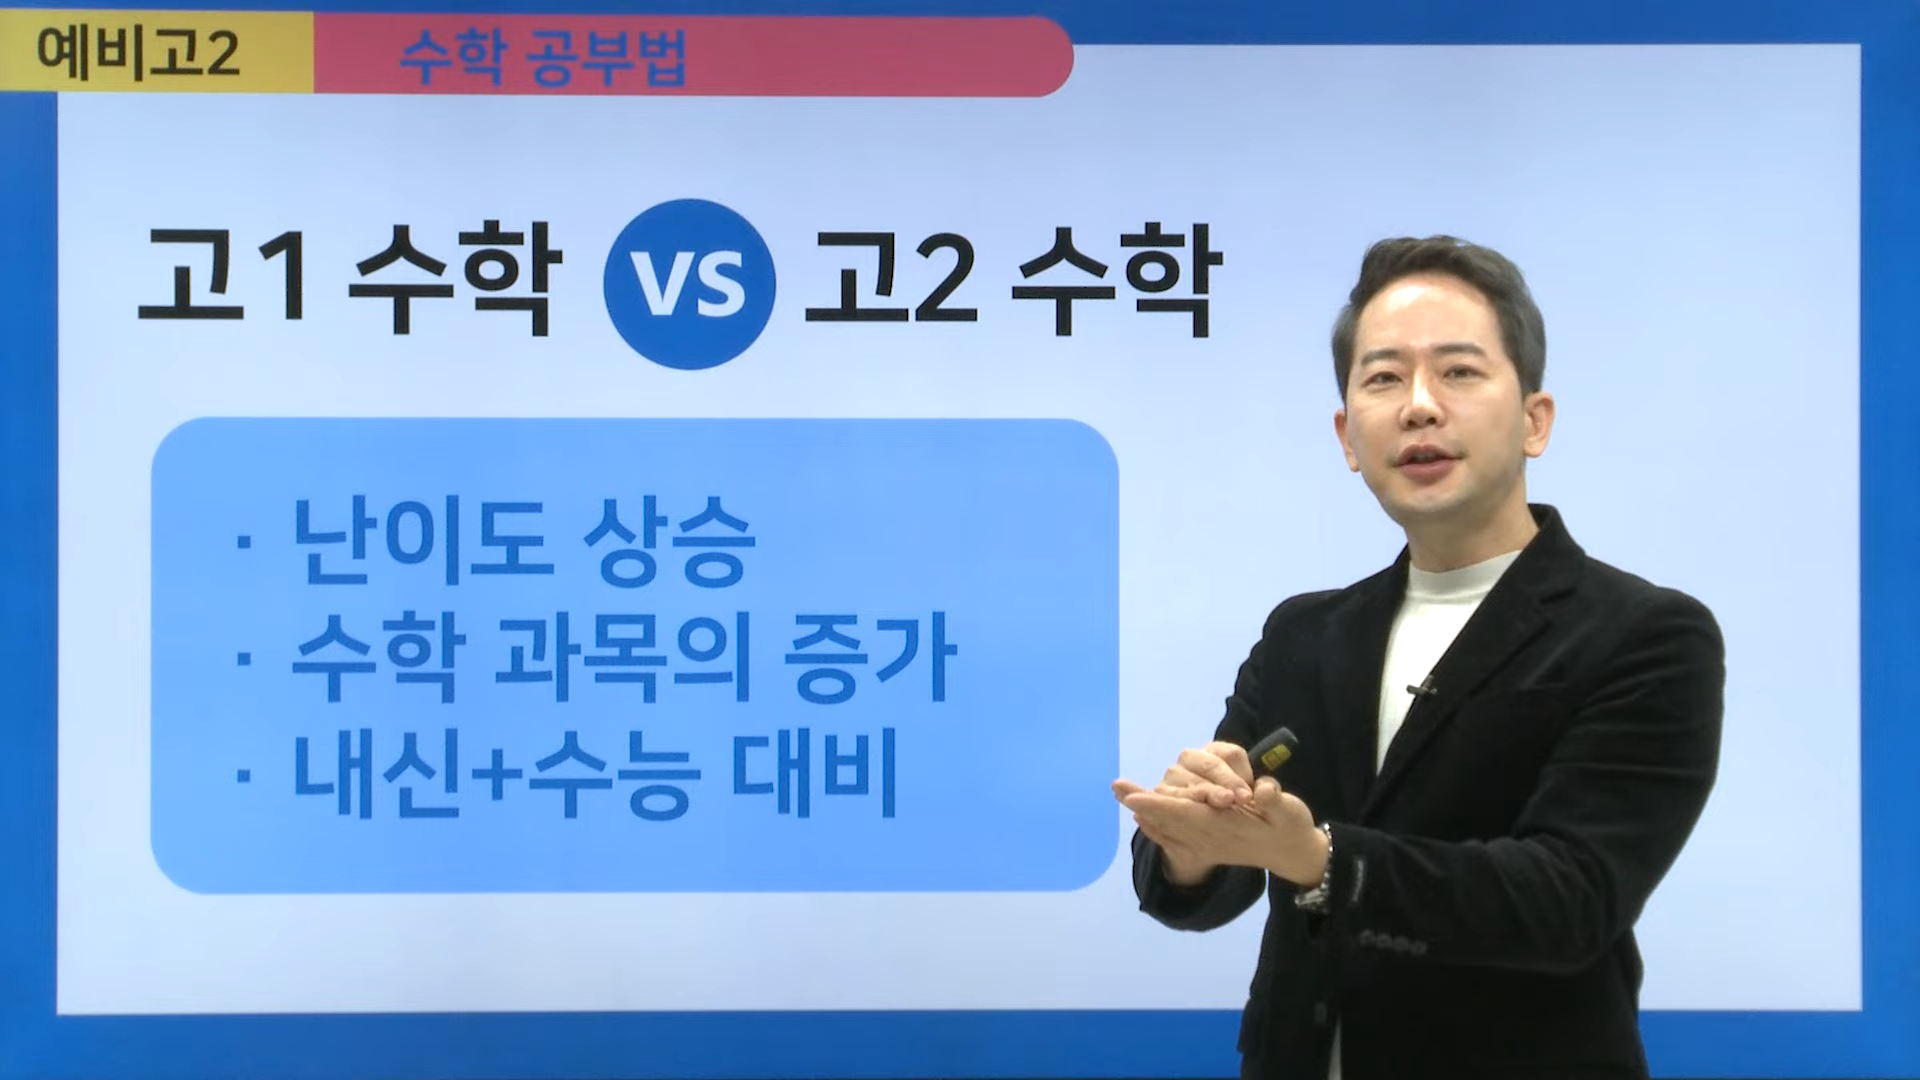 예비고2 수학 공부법
고1 수학 VS 고2 수학
· 난이도 상승
· 수학 과목의 증가
· 내신+수능 대비